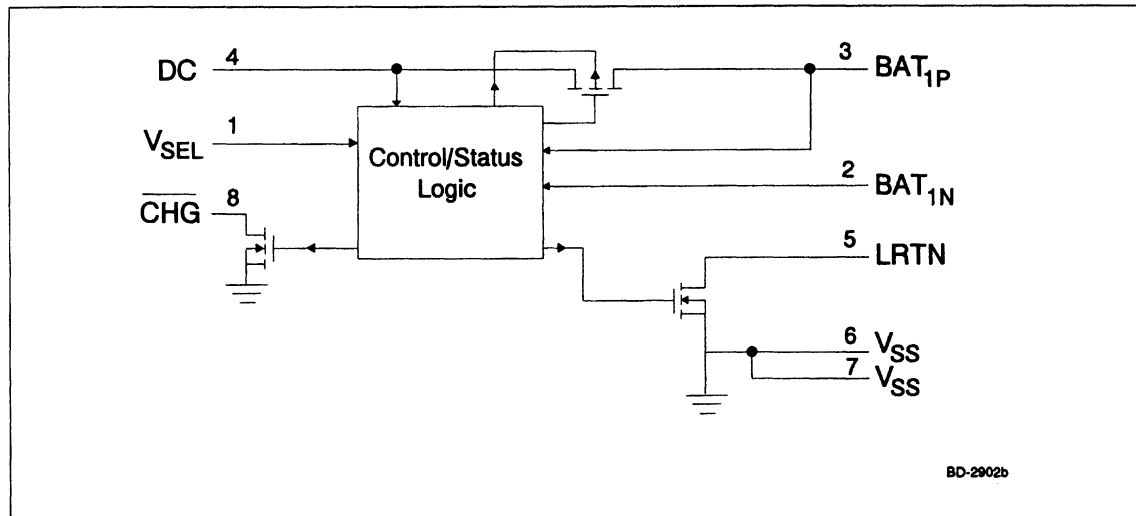 DC 4
3 BAT1P
VSEL 1
Control/Status
Logic
2 BAT1N
CHG 8
5 LRTN
6 VSS
7 VSS
BD-2902b